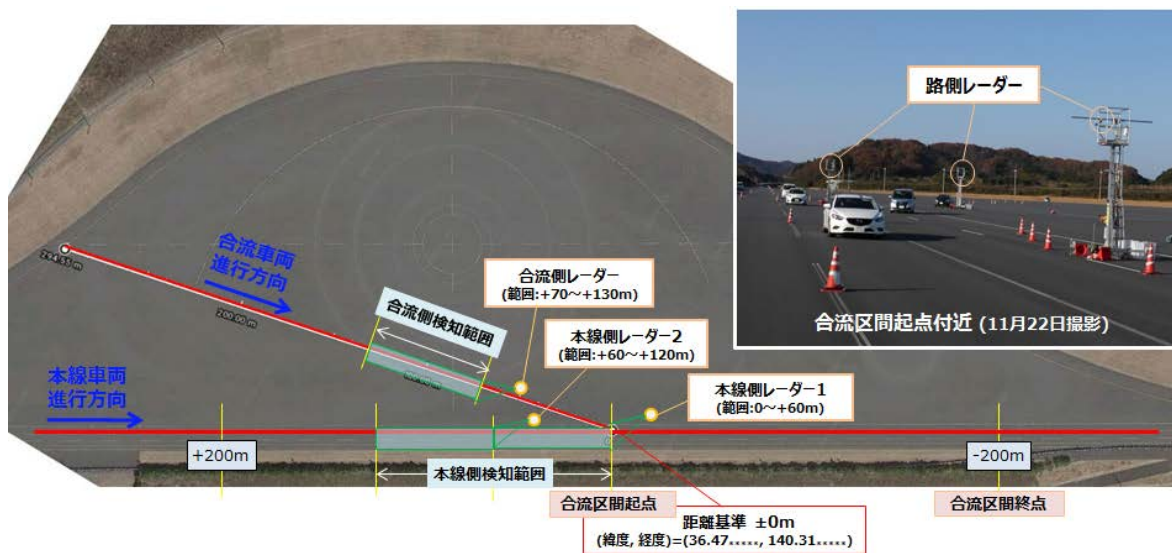 路側レーダー
合流区間起点付近 (11月22日撮影)
294.55 m
合流車両
進行方向
200.00 m
合流側検知範囲
合流側レーダー
(範囲:+70~+130m)
本線側レーダー2
(範囲:+60~+120m)
本線側レーダー1
(範囲:0~+60m)
本線車両
進行方向
+200m
-200m
本線側検知範囲
合流区間起点
合流区間終点
距離基準 ±0m
(緯度, 経度)=(36.47*****, 140.31*****)